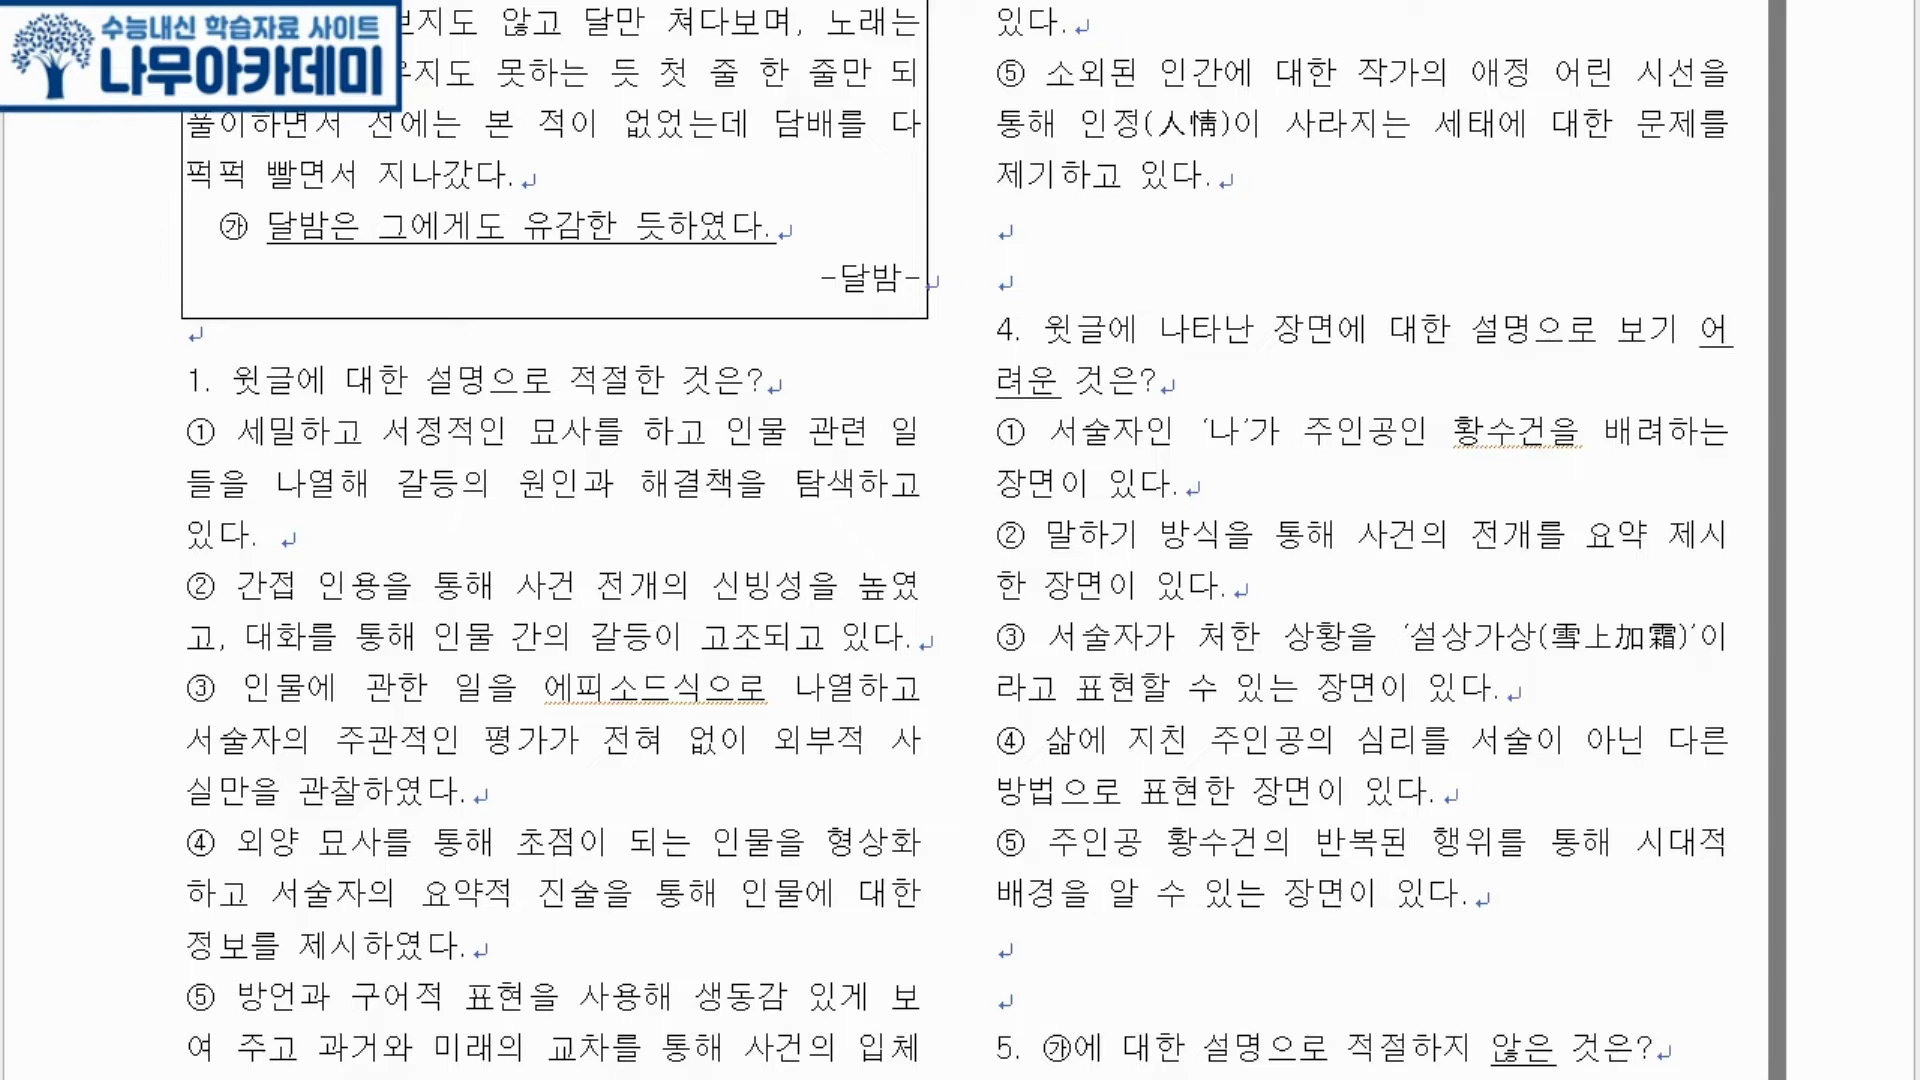 수능내신 학습자료 사이트
나무아카데미
보지도 않고 달만 쳐다보며, 노래는
지도 못하는 듯 첫 줄 한 줄만 되
풀이하면서 전에는 본 적이 없었는데 담배를 다
퍽퍽 빨면서 지나갔다.
㉮ 달밤은 그에게도 유감한 듯하였다.
-달밤-
1. 윗글에 대한 설명으로 적절한 것은?
① 세밀하고 서정적인 묘사를 하고 인물 관련 일
들을 나열해 갈등의 원인과 해결책을 탐색하고
있다.
② 간접 인용을 통해 사건 전개의 신빙성을 높였
고, 대화를 통해 인물 간의 갈등이 고조되고 있다.
③ 인물에 관한 일을 에피소드식으로 나열하고
서술자의 주관적인 평가가 전혀 없이 외부적 사
실만을 관찰하였다.
④ 외양 묘사를 통해 초점이 되는 인물을 형상화
하고 서술자의 요약적 진술을 통해 인물에 대한
정보를 제시하였다.
⑤ 방언과 구어적 표현을 사용해 생동감 있게 보
여 주고 과거와 미래의 교차를 통해 사건의 입체
있다.
⑤ 소외된 인간에 대한 작가의 애정 어린 시선을
통해 인정(人情)이 사라지는 세태에 대한 문제를
제기하고 있다.
4. 윗글에 나타난 장면에 대한 설명으로 보기 어
려운 것은?
① 서술자인 ‘나’가 주인공인 황수건을 배려하는
장면이 있다.
② 말하기 방식을 통해 사건의 전개를 요약 제시
한 장면이 있다.
③ 서술자가 처한 상황을 ‘설상가상(雪上加霜)’이
라고 표현할 수 있는 장면이 있다.
④ 삶에 지친 주인공의 심리를 서술이 아닌 다른
방법으로 표현한 장면이 있다.
⑤ 주인공 황수건의 반복된 행위를 통해 시대적
배경을 알 수 있는 장면이 있다.
5. ㉮에 대한 설명으로 적절하지 않은 것은?